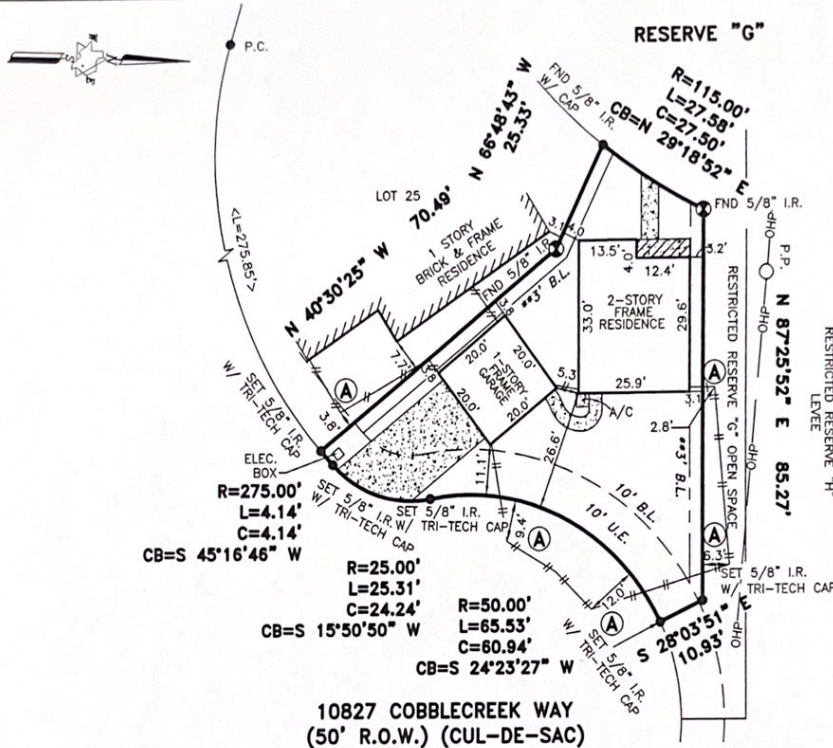 RESERVE "G"
P.C.
R=115.00'
L=27.58'
C=27.50'
CB=N 29°18'52" E
FND 5/8" I.R.
W/ CAP
N 66°48'43" W
25.33'
FND 5/8" I.R.
LOT 25
N 40°30'25" W 70.49'
1 STORY
BRICK & FRAME
RESIDENCE
FND 5/8" I.R.
3.1
4.0
3.2'
13.5'
4.0'
12.4'
2-STORY
FRAME
RESIDENCE
33.0'
29.6'
25.9'
**3' B.L.
3.8
<L=275.85'>
P.P.
OHP
OHP
OHP
OHP
N 87°25'52" E 85.27'
RESTRICTED RESERVE "G" OPEN SPACE
RESTRICTED RESERVE "H"
LEVEE
7.7'
3.8
20.0'
20.0'
20.0'
20.0'
1-STORY
FRAME
GARAGE
5.3
A/C
3.1
2.8'
**3' B.L.
A
A
SET 5/8" I.R.
W/ TRI-TECH CAP
3.8'
ELEC.
BOX
11.1
26.6'
10' B.L.
10' U.E.
R=275.00'
L=4.14'
C=4.14'
CB=S 45°16'46" W
SET 5/8" I.R.
W/ TRI-TECH CAP
SET 5/8" I.R.
W/ TRI-TECH CAP
9.4'
A
A
6.3'
SET 5/8" I.R.
W/ TRI-TECH CAP
R=25.00'
L=25.31'
C=24.24'
CB=S 15°50'50" W
R=50.00'
L=65.53'
C=60.94'
CB=S 24°23'27" W
12.0'
A
SET 5/8" I.R.
W/ TRI-TECH CAP
S 28°03'51" E
10.93'
10827 COBBLECREEK WAY
(50' R.O.W.) (CUL-DE-SAC)